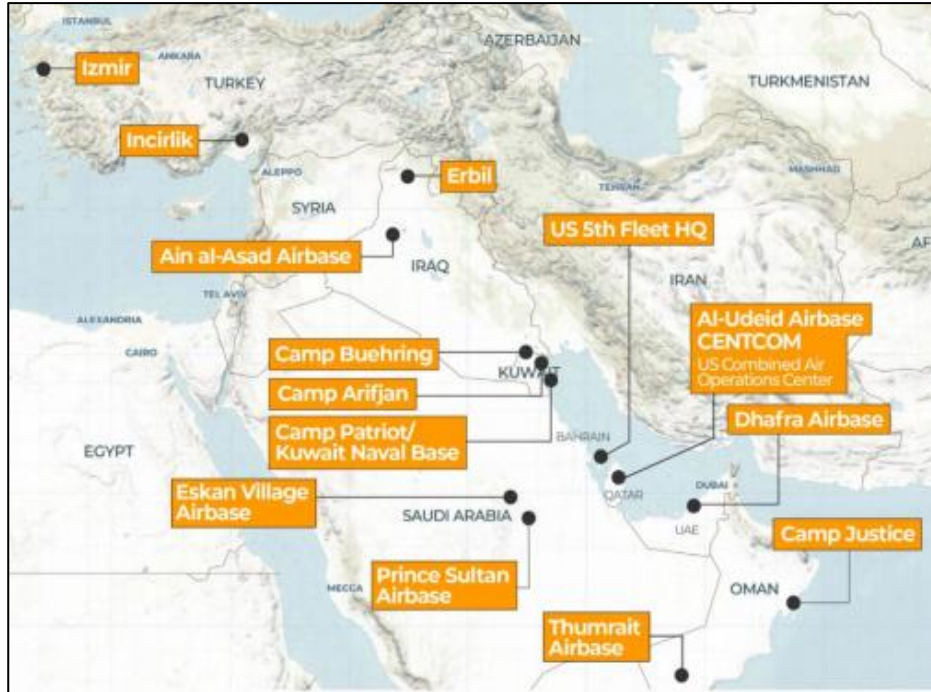 ISTANBUL
AZERBAIJAN
ANKARA
Izmir
TURKEY
TURKMENISTAN
Incirlik
ALEPPO
Erbil
MASHHAD
TEHRAN
SYRIA
US 5th Fleet HQ
Ain al-Asad Airbase
IRAQ
AF
IRAN
TEL AVIV
Al-Udeid Airbase
CENTCOM
US Combined Air
Operations Center
ALEXANDRIA
CAIRO
Camp Buehring
KUWAIT
Camp Arifjan
Dhafra Airbase
Camp Patriot/
Kuwait Naval Base
BAHRAIN
EGYPT
Eskan Village
Airbase
QATAR
DUBAI
SAUDI ARABIA
UAE
Camp Justice
Prince Sultan
Airbase
MECCA
OMAN
Thumrait
Airbase